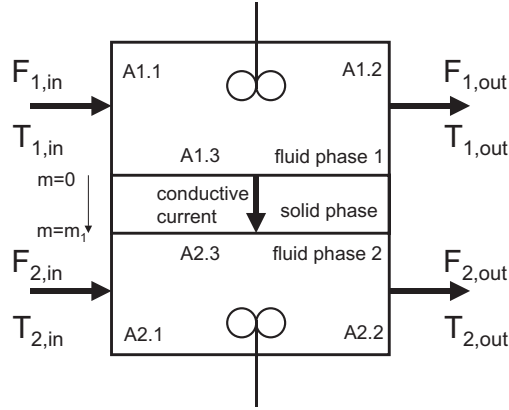 F1,in
A1.1
A1.2
F1,out
T1,in
T1,out
A1.3
fluid phase 1
m=0
conductive
current
solid phase
m=m1
A2.3
fluid phase 2
F2,in
F2,out
T2,in
A2.1
A2.2
T2,out